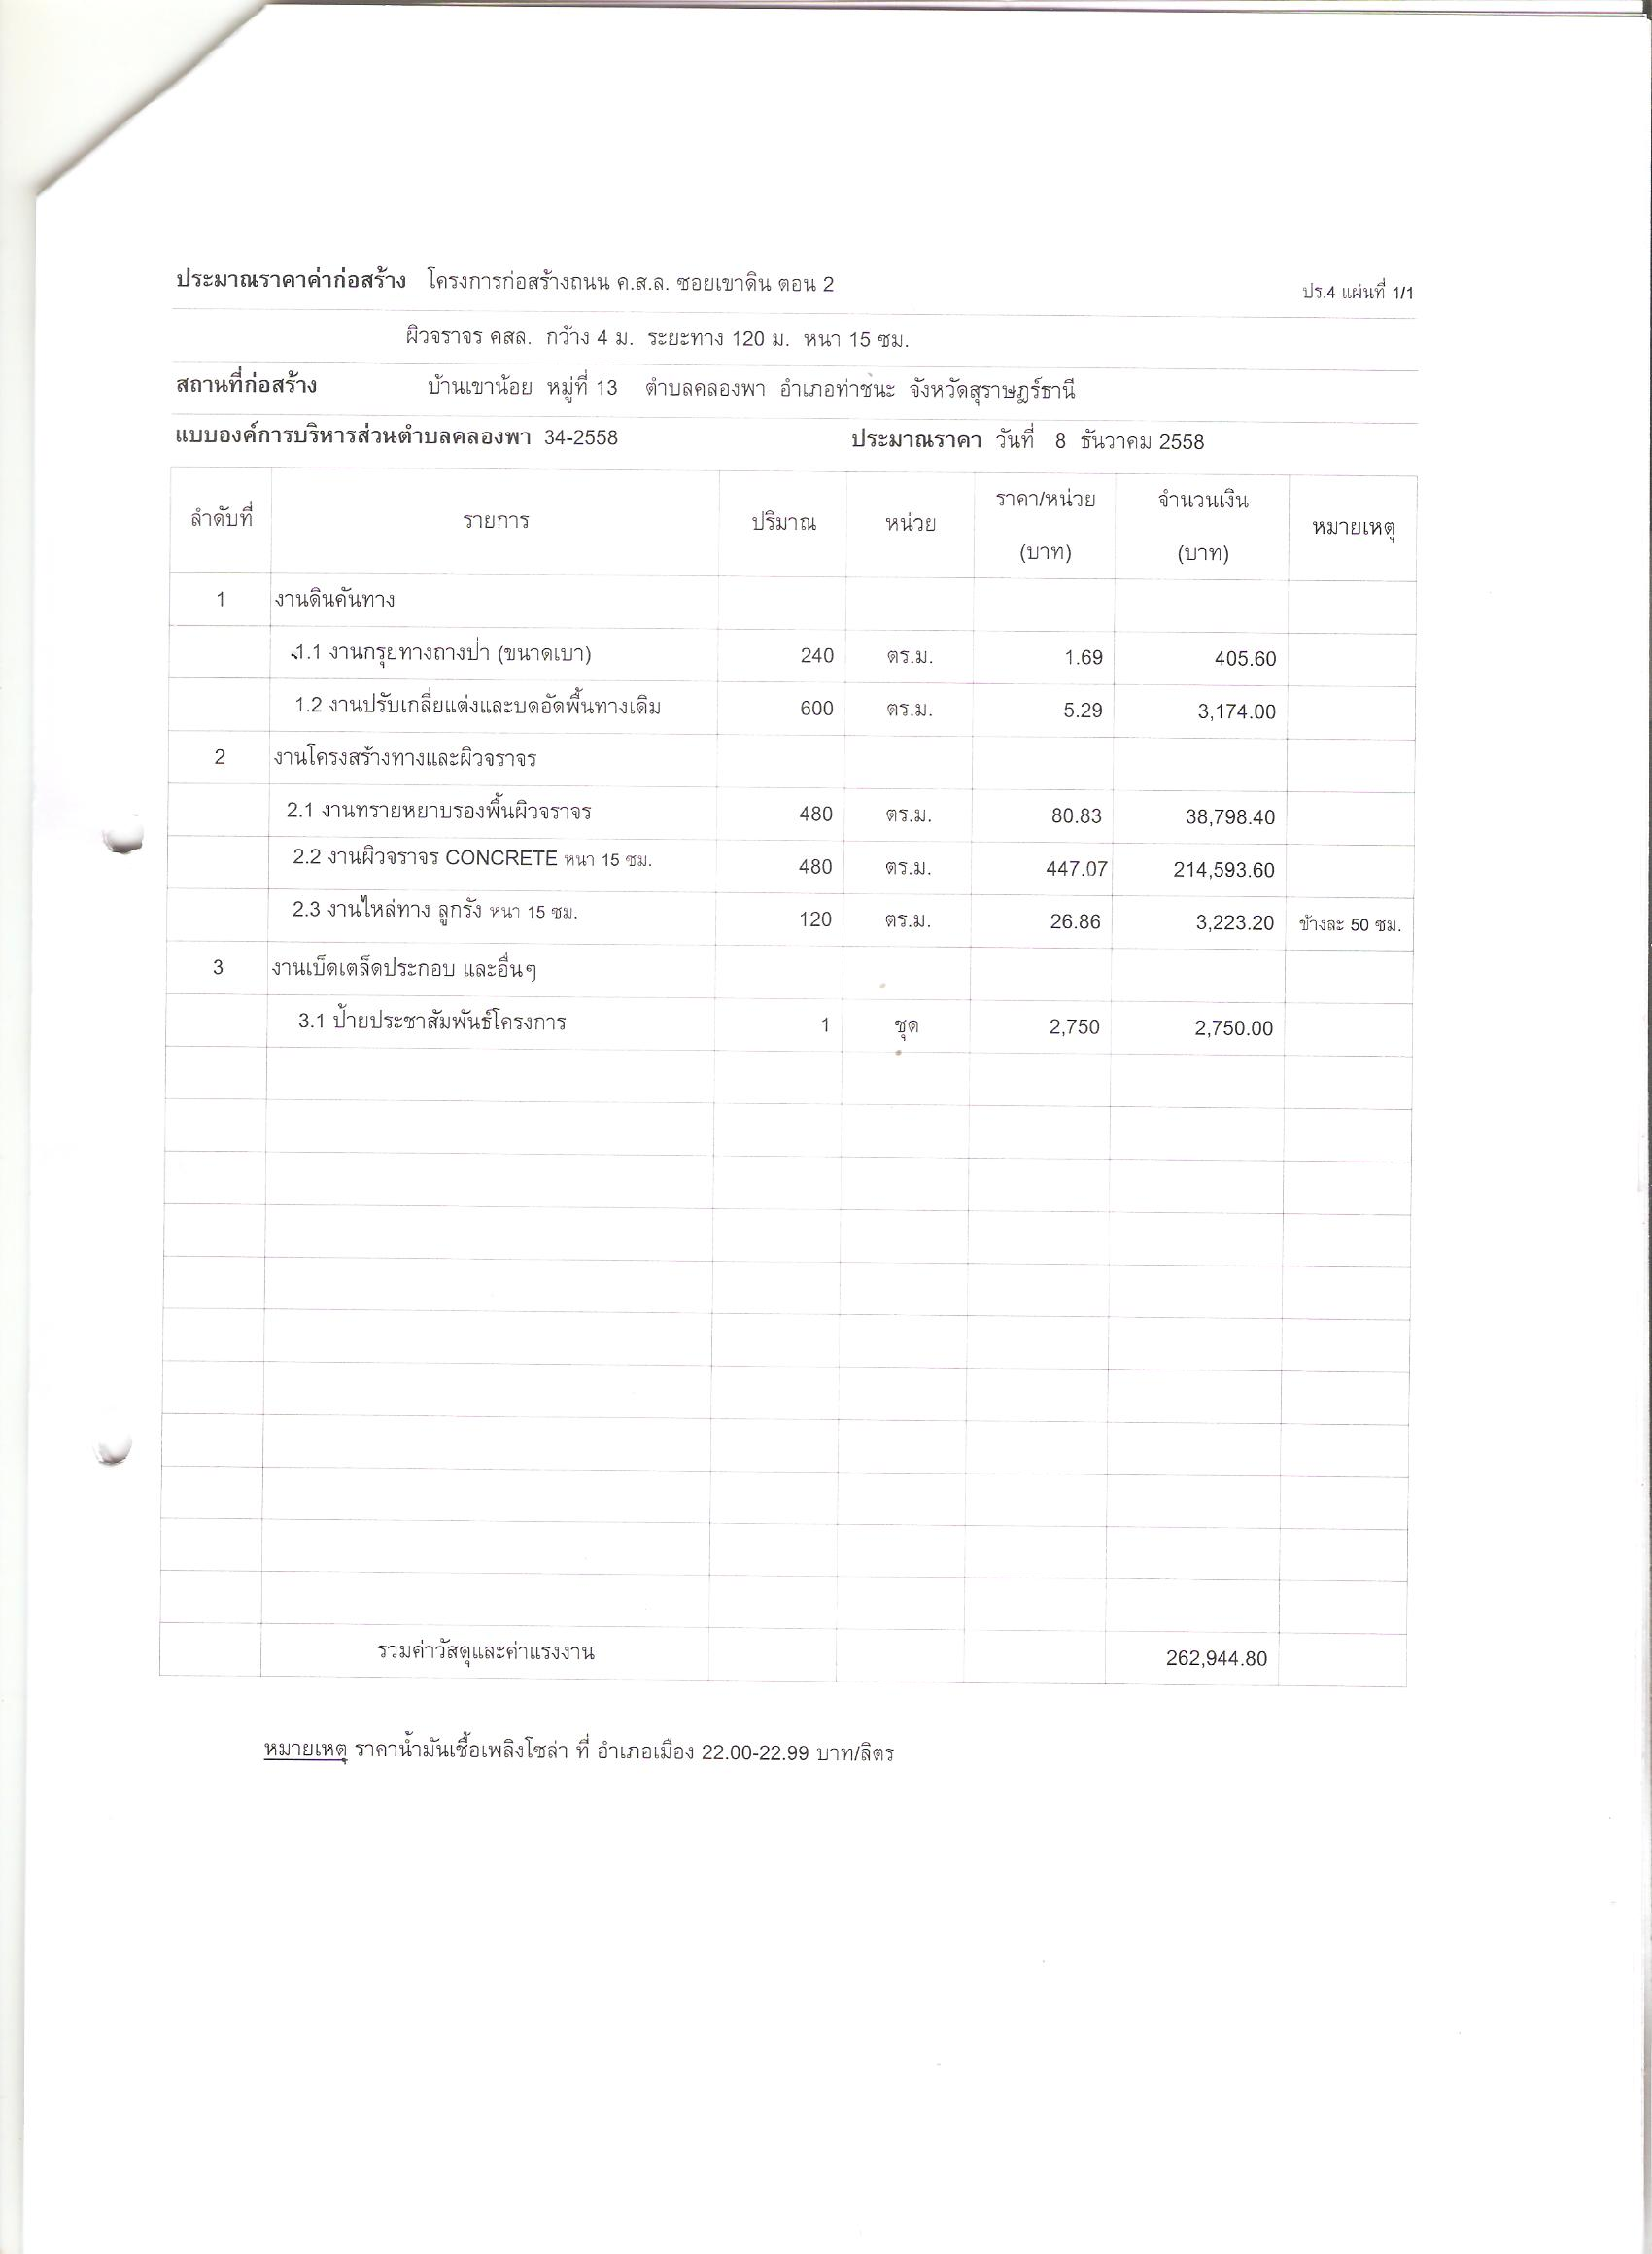 ประมาณราคาค่าก่อสร้าง โครงการก่อสร้างถนน ค.ส.ล. ซอยเขาดิน ตอน 2
ปร.4 แผ่นที่ 1/1
ผิวจราจร คสล. กว้าง 4 ม. ระยะทาง 120 ม. หนา 15 ซม.
สถานที่ก่อสร้าง บ้านเขาน้อย หมู่ที่ 13 ตำบลคลองพา อำเภอท่าชนะ จังหวัดสุราษฎร์ธานี
แบบองค์การบริหารส่วนตำบลคลองพา 34-2558 ประมาณราคา วันที่ 8 ธันวาคม 2558
ลำดับที่ รายการ ปริมาณ หน่วย ราคา/หน่วย (บาท) จำนวนเงิน (บาท) หมายเหตุ
1 งานดินคันทาง
1.1 งานกรุยทางถางป่า (ขนาดเบา) 240 ตร.ม. 1.69 405.60
1.2 งานปรับเกลี่ยแต่งและบดอัดพื้นทางเดิม 600 ตร.ม. 5.29 3,174.00
2 งานโครงสร้างทางและผิวจราจร
2.1 งานทรายหยาบรองพื้นผิวจราจร 480 ตร.ม. 80.83 38,798.40
2.2 งานผิวจราจร CONCRETE หนา 15 ซม. 480 ตร.ม. 447.07 214,593.60
2.3 งานไหล่ทาง ลูกรัง หนา 15 ซม. 120 ตร.ม. 26.86 3,223.20 ข้างละ 50 ซม.
3 งานเบ็ดเตล็ดประกอบ และอื่นๆ
3.1 ป้ายประชาสัมพันธ์โครงการ 1 ชุด 2,750 2,750.00
รวมค่าวัสดุและค่าแรงงาน 262,944.80
หมายเหตุ ราคาน้ำมันเชื้อเพลิงโซล่า ที่ อำเภอเมือง 22.00-22.99 บาท/ลิตร